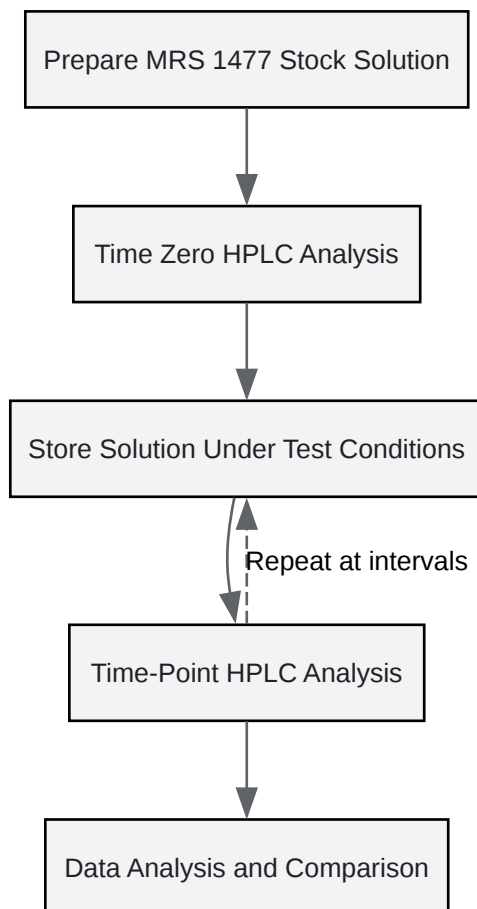 Prepare MRS 1477 Stock Solution
Time Zero HPLC Analysis
Store Solution Under Test Conditions
Repeat at intervals
Time-Point HPLC Analysis
Data Analysis and Comparison